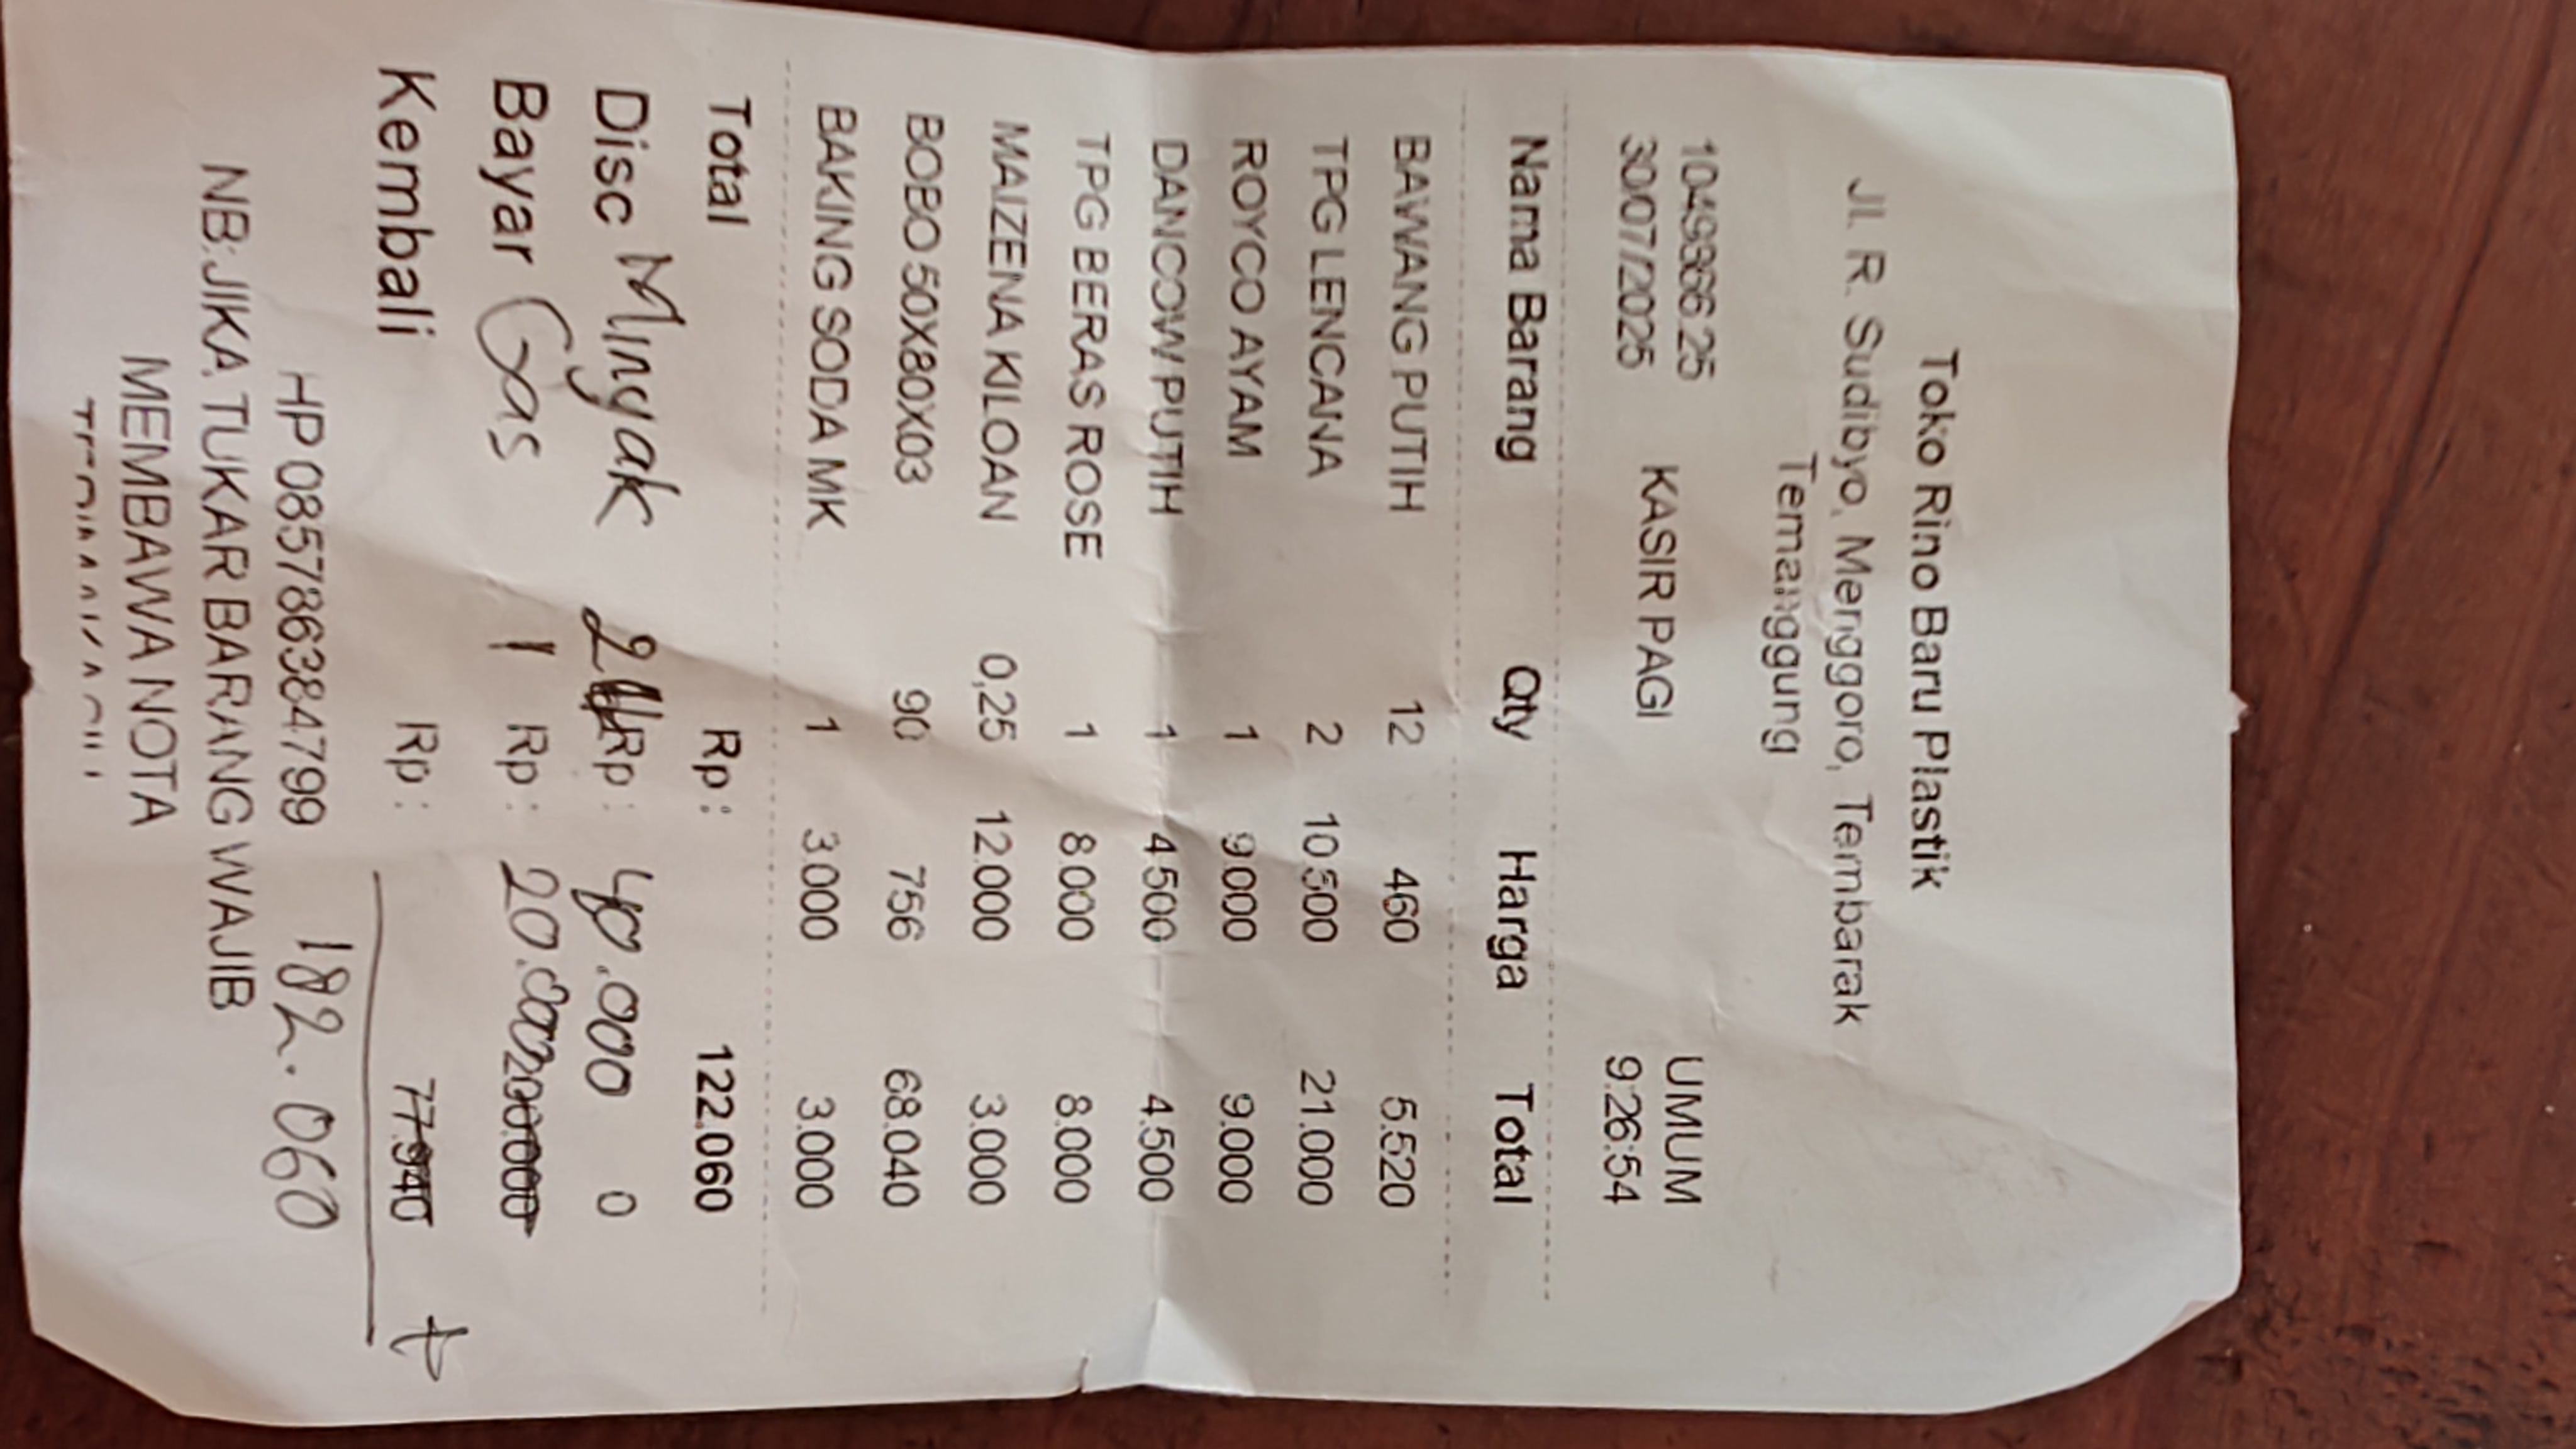 Toko Rino Baru Plastik
Jl. R. Sudibyo, Menggoro, Tembarak
Temanggung
UMUM
30/07/2025 KASIR PAGI 9:26:54
Nama Barang Qty Harga Total
BAWANG PUTIH 12 460 5.520
TPG LENCANA 2 10.500 21.000
ROYCO AYAM 1 9.000 9.000
DANCOW PUTIH 1 4.500 4.500
TPG BERAS ROSE 1 8.000 8.000
MAIZENA KILOAN 0,25 12.000 3.000
BOBO 50X80X03 90 756 68.040
BAKING SODA MK 1 3.000 3.000
Total Rp : 122.060
Disc Minyak 2 Rp : 40.000 0
Bayar Gas 1 Rp : 20.000 200.000
Kembali Rp : 77.940 +
182.060
HP 085786384799
NB:JIKA TUKAR BARANG WAJIB
MEMBAWA NOTA